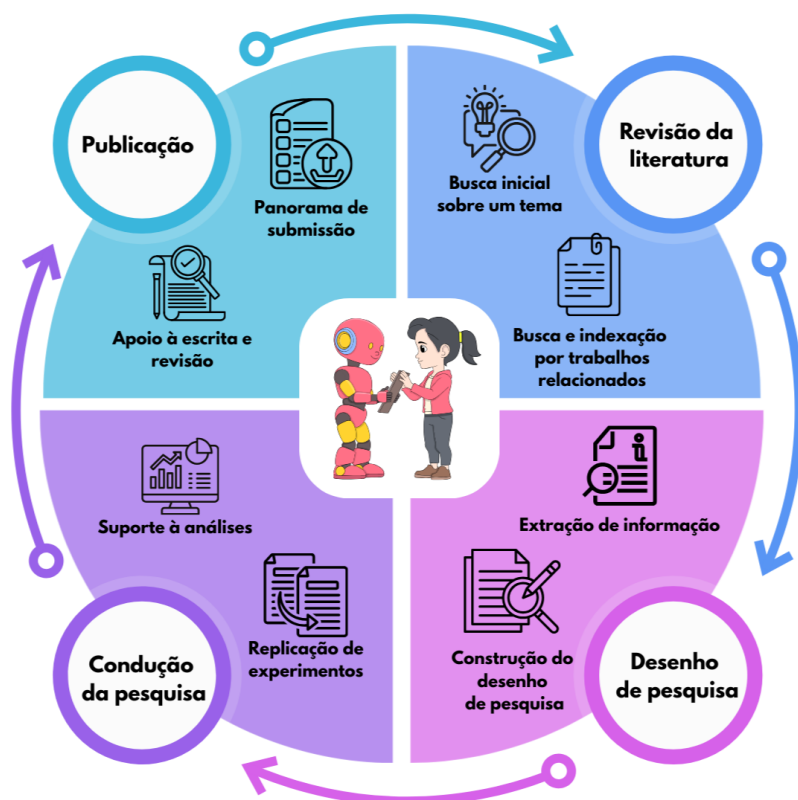 Publicação
Panorama de
submissão
Apoio à escrita e
revisão
Revisão da
literatura
Busca inicial
sobre um tema
Busca e indexação
por trabalhos
relacionados
Suporte à análises
Replicação de
experimentos
Condução
da pesquisa
Extração de informação
Construção do
desenho
de pesquisa
Desenho
de pesquisa